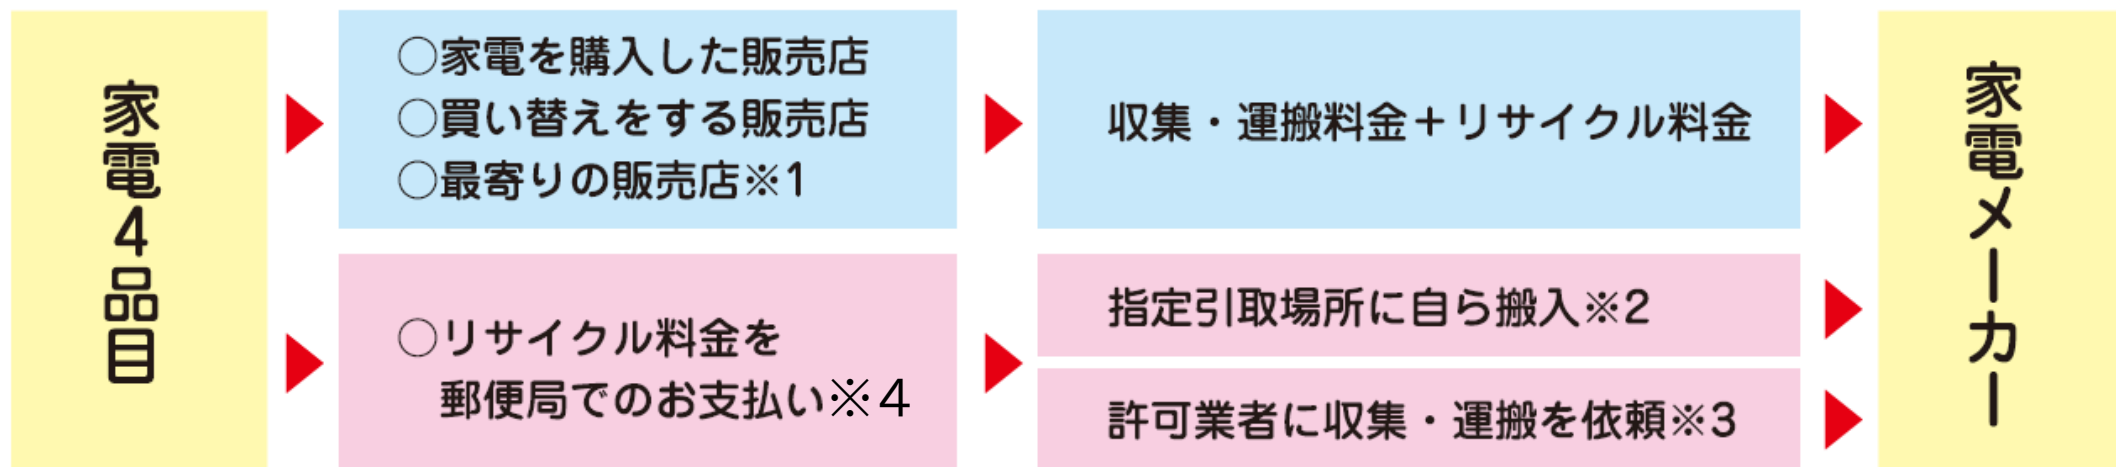 家電4品目
○家電を購入した販売店
○買い替えをする販売店
○最寄りの販売店※1
収集・運搬料金＋リサイクル料金
○リサイクル料金を
郵便局でのお支払い※4
指定引取場所に自ら搬入※2
許可業者に収集・運搬を依頼※3
家電メーカー